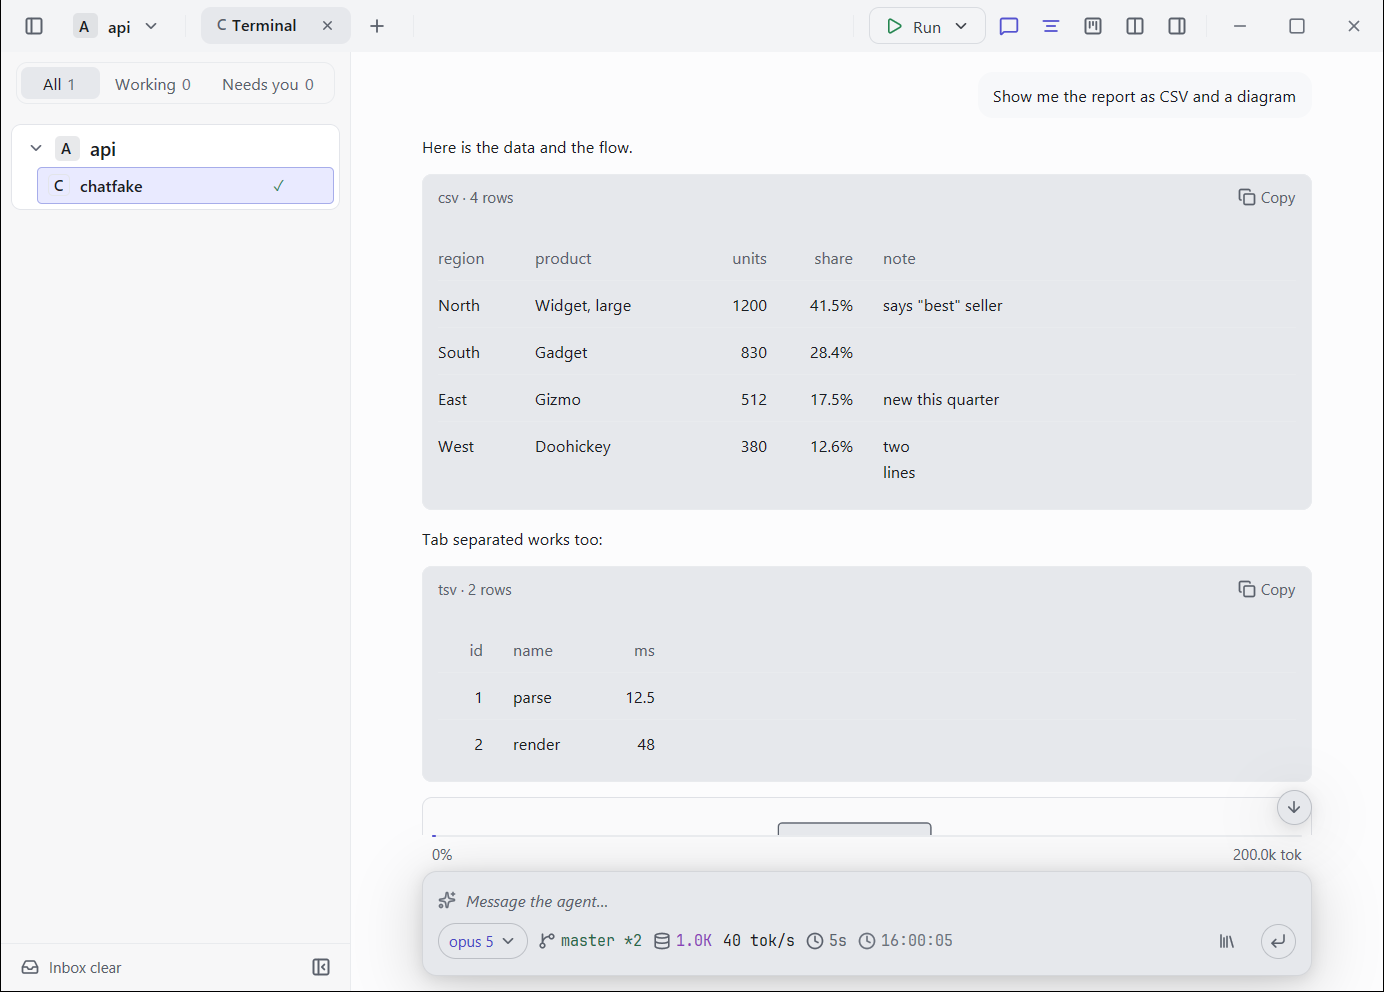 A api
C Terminal
Run
All 1 Working 0 Needs you 0
A api
C chatfake
Show me the report as CSV and a diagram
Here is the data and the flow.
csv · 4 rows Copy
region product units share note
North Widget, large 1200 41.5% says "best" seller
South Gadget 830 28.4%
East Gizmo 512 17.5% new this quarter
West Doohickey 380 12.6% two
lines
Tab separated works too:
tsv · 2 rows Copy
id name ms
1 parse 12.5
2 render 48
0% 200.0k tok
Message the agent...
opus 5 master *2 1.0K 40 tok/s 5s 16:00:05
Inbox clear